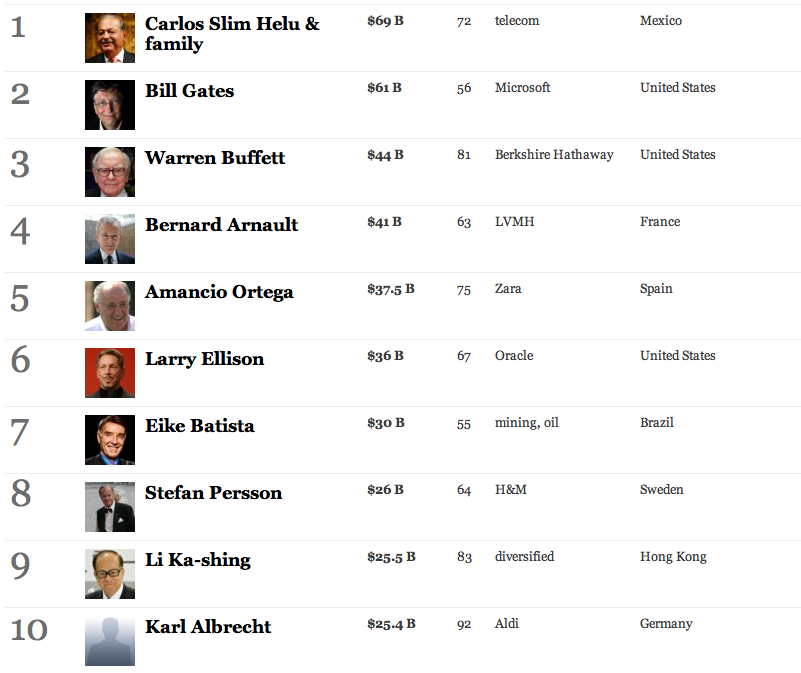 1 Carlos Slim Helu & $69 B 72 telecom Mexico
family
2 Bill Gates $61 B 56 Microsoft United States
3 Warren Buffett $44 B 81 Berkshire Hathaway United States
4 Bernard Arnault $41 B 63 LVMH France
5 Amancio Ortega $37.5 B 75 Zara Spain
6 Larry Ellison $36 B 67 Oracle United States
7 Eike Batista $30 B 55 mining, oil Brazil
8 Stefan Persson $26 B 64 H&M Sweden
9 Li Ka-shing $25.5 B 83 diversified Hong Kong
10 Karl Albrecht $25.4 B 92 Aldi Germany